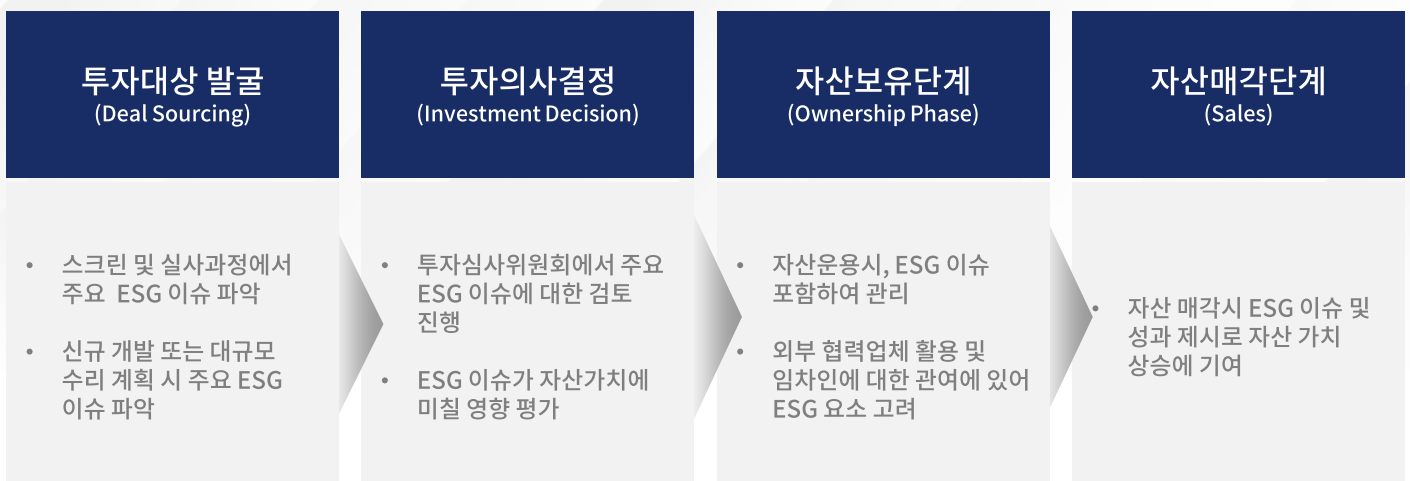 투자대상 발굴
(Deal Sourcing)
• 스크린 및 실사과정에서
주요 ESG 이슈 파악
• 신규 개발 또는 대규모
수리 계획 시 주요 ESG
이슈 파악
투자의사결정
(Investment Decision)
• 투자심사위원회에서 주요
ESG 이슈에 대한 검토
진행
• ESG 이슈가 자산가치에
미칠 영향 평가
자산보유단계
(Ownership Phase)
• 자산운용시, ESG 이슈
포함하여 관리
• 외부 협력업체 활용 및
임차인에 대한 관여에 있어
ESG 요소 고려
자산매각단계
(Sales)
• 자산 매각시 ESG 이슈 및
성과 제시로 자산 가치
상승에 기여